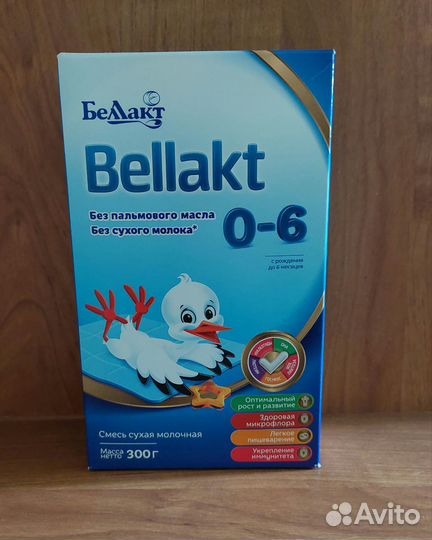 Беллакт
Bellakt
Без пальмового масла
Без сухого молока*
0-6
с рождения
до 6 месяцев
Оптимальный
рост и развитие
Здоровая
микрофлора
Легкое
пищеварение
Укрепление
иммунитета
Смесь сухая молочная
Масса
нетто 300 г
Avito